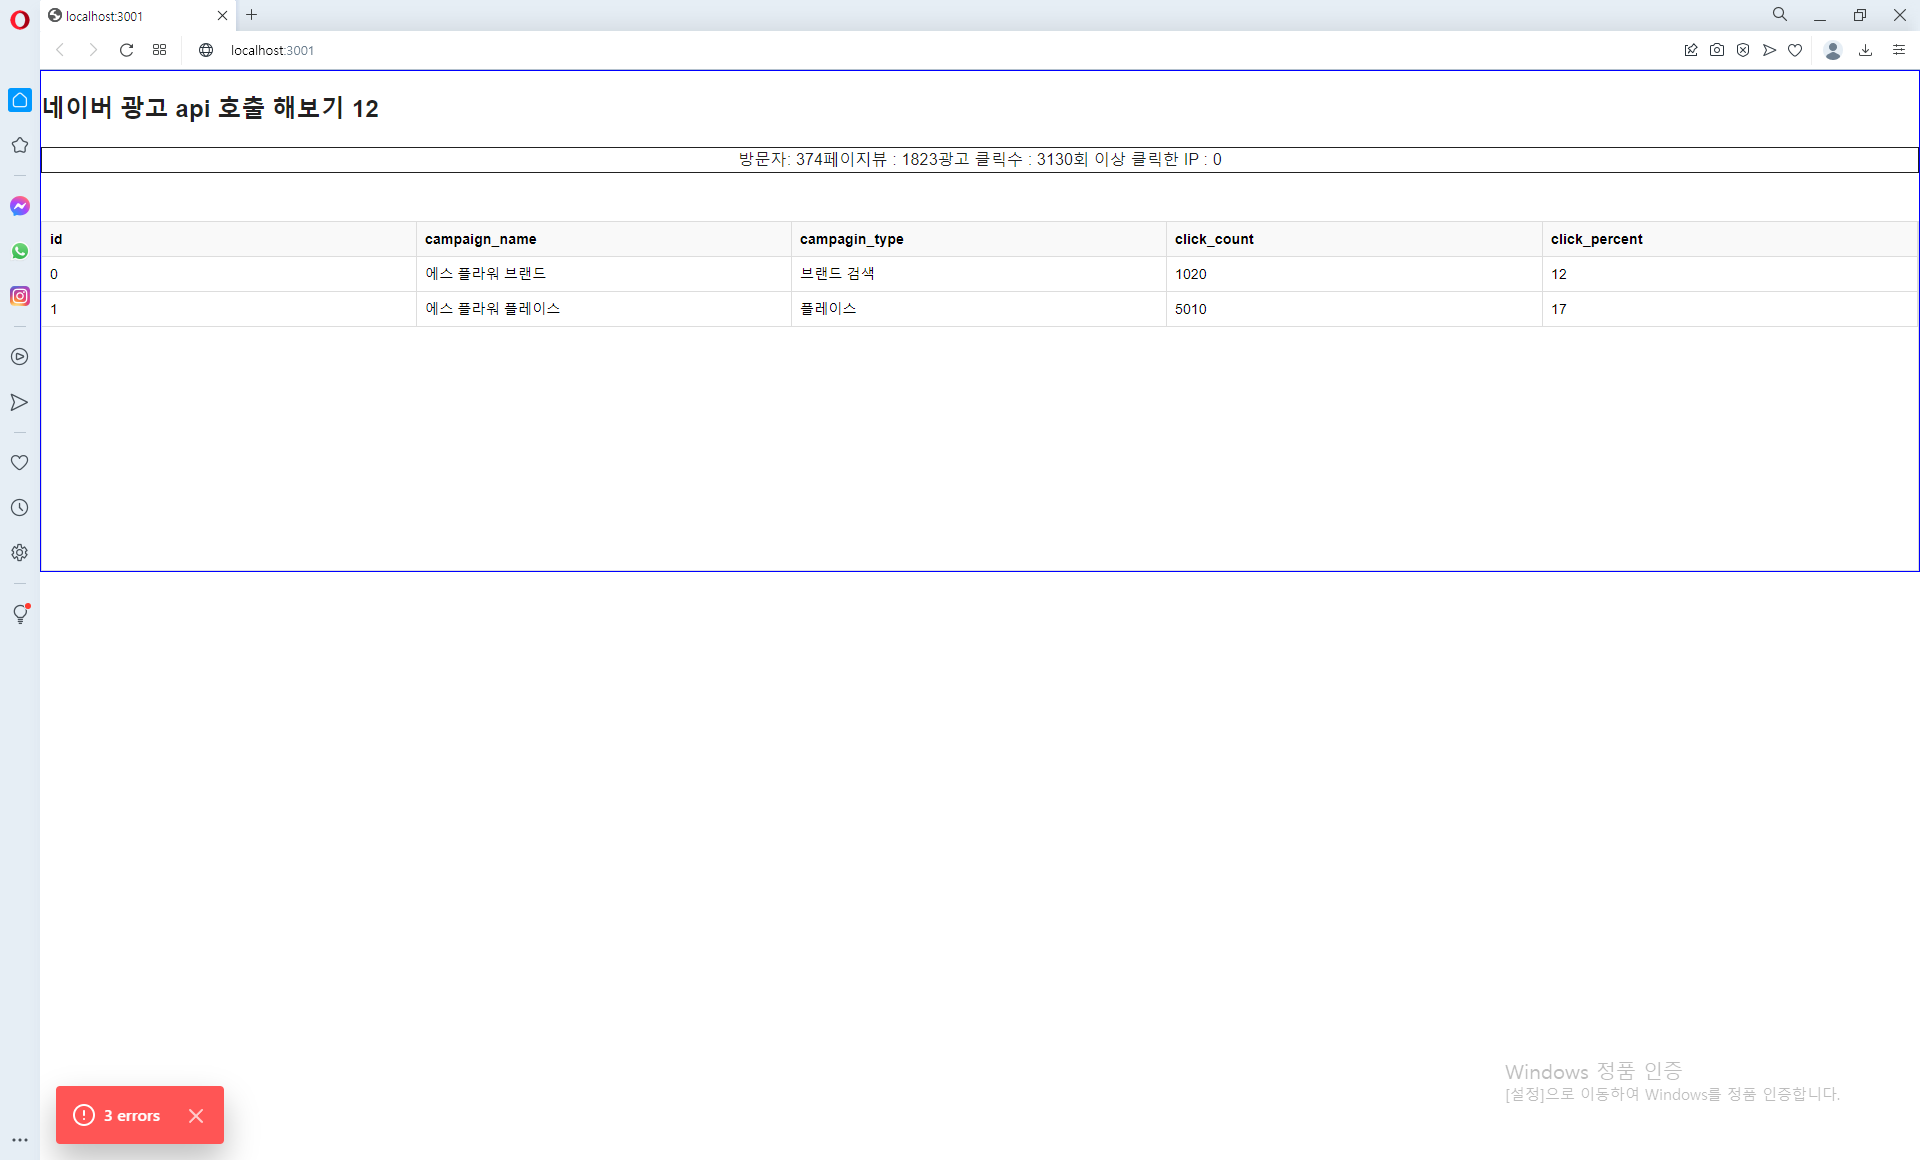 localhost:3001
localhost:3001
네이버 광고 api 호출 해보기 12
방문자: 374페이지뷰 : 1823광고 클릭수 : 3130회 이상 클릭한 IP : 0
id campaign_name campagin_type click_count click_percent
0 에스 플라워 브랜드 브랜드 검색 1020 12
1 에스 플라워 플레이스 플레이스 5010 17
Windows 정품 인증
[설정]으로 이동하여 Windows를 정품 인증합니다.
3 errors